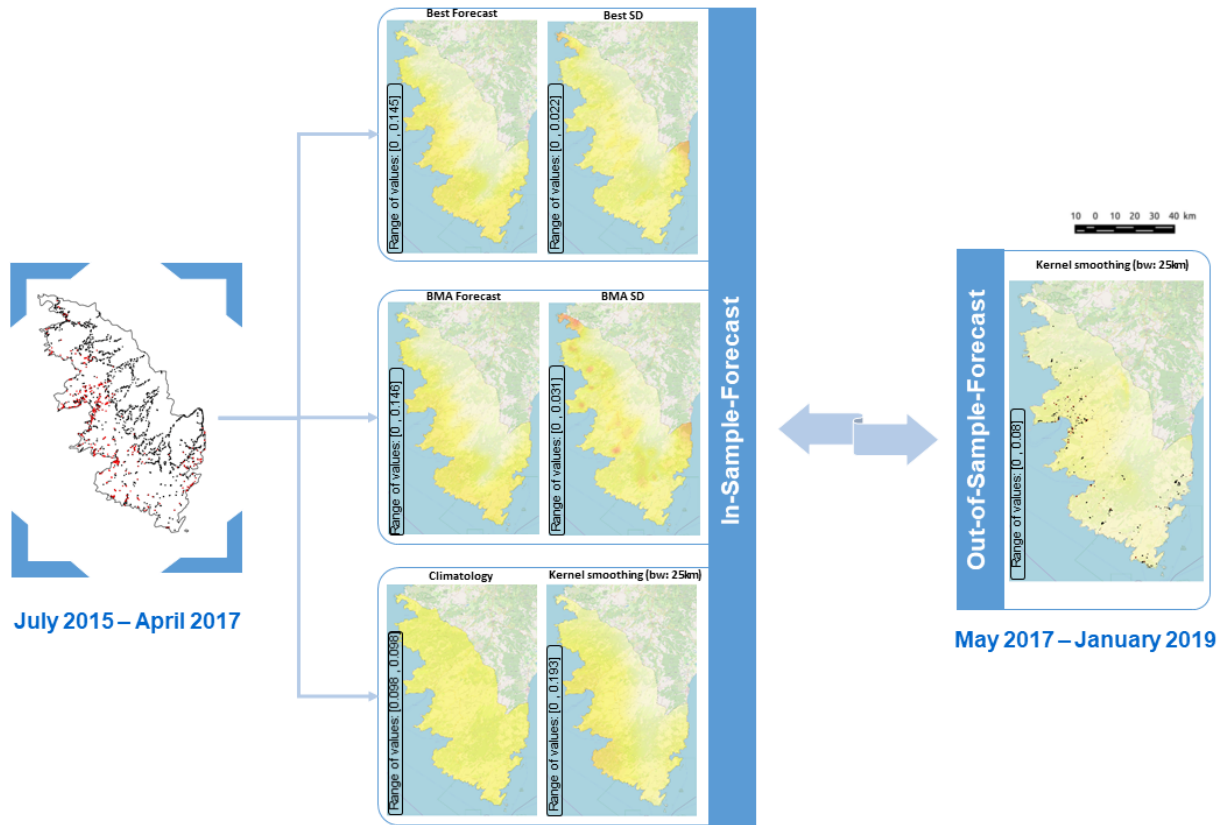 Best Forecast
Best SD
Range of values: [0 , 0.145]
Range of values: [0 , 0.022]
BMA Forecast
BMA SD
Range of values: [0 , 0.146]
Range of values: [0 , 0.031]
Climatology
Kernel smoothing (bw: 25km)
Range of values: [0.098 , 0.098]
Range of values: [0 , 0.193]
In-Sample-Forecast
July 2015 – April 2017
10 0 10 20 30 40 km
Out-of-Sample-Forecast
Kernel smoothing (bw: 25km)
Range of values: [0 , 0.08]
May 2017 – January 2019